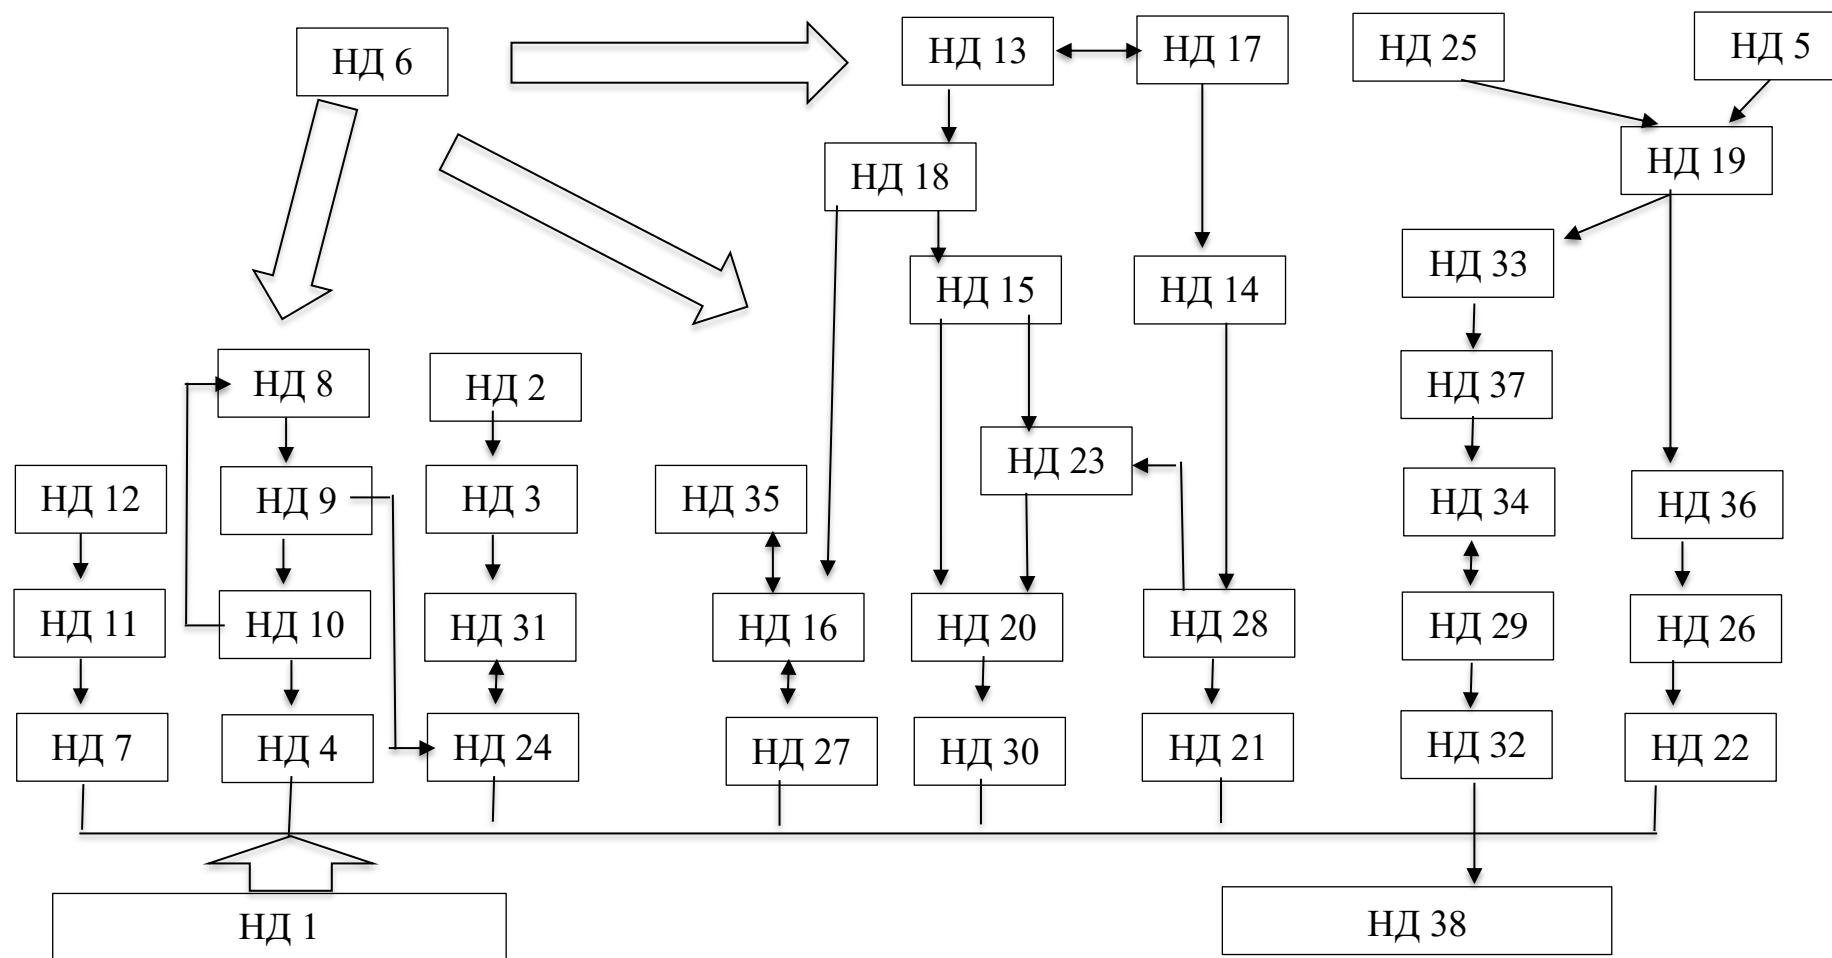 НД 6
НД 13
НД 17
НД 25
НД 5
НД 18
НД 19
НД 15
НД 14
НД 33
НД 8
НД 2
НД 37
НД 12
НД 9
НД 3
НД 35
НД 23
НД 34
НД 36
НД 11
НД 10
НД 31
НД 16
НД 20
НД 28
НД 29
НД 26
НД 7
НД 4
НД 24
НД 27
НД 30
НД 21
НД 32
НД 22
НД 1
НД 38